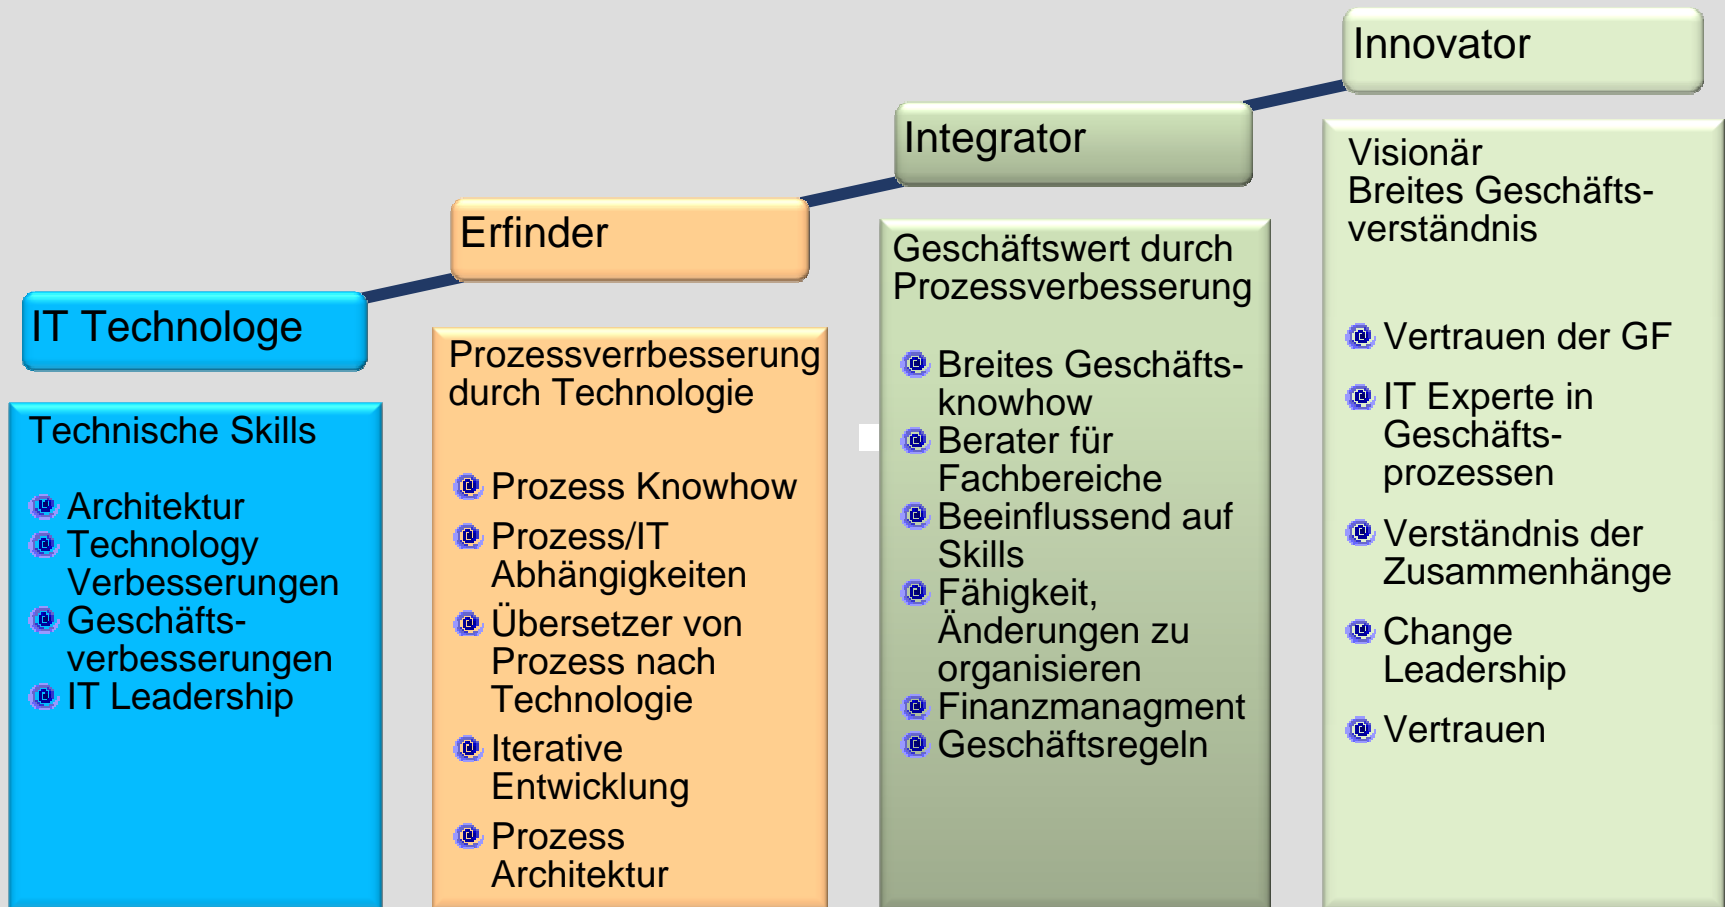 IT Technologe
Technische Skills
Architektur
Technology
Verbesserungen
Geschäfts-
verbesserungen
IT Leadership
Erfinder
Prozessverrbesserung
durch Technologie
Prozess Knowhow
Prozess/IT
Abhängigkeiten
Übersetzer von
Prozess nach
Technologie
Iterative
Entwicklung
Prozess
Architektur
Integrator
Geschäftswert durch
Prozessverbesserung
Breites Geschäfts-
knowhow
Berater für
Fachbereiche
Beeinflussend auf
Skills
Fähigkeit,
Änderungen zu
organisieren
Finanzmanagment
Geschäftsregeln
Innovator
Visionär
Breites Geschäfts-
verständnis
Vertrauen der GF
IT Experte in
Geschäfts-
prozessen
Verständnis der
Zusammenhänge
Change
Leadership
Vertrauen